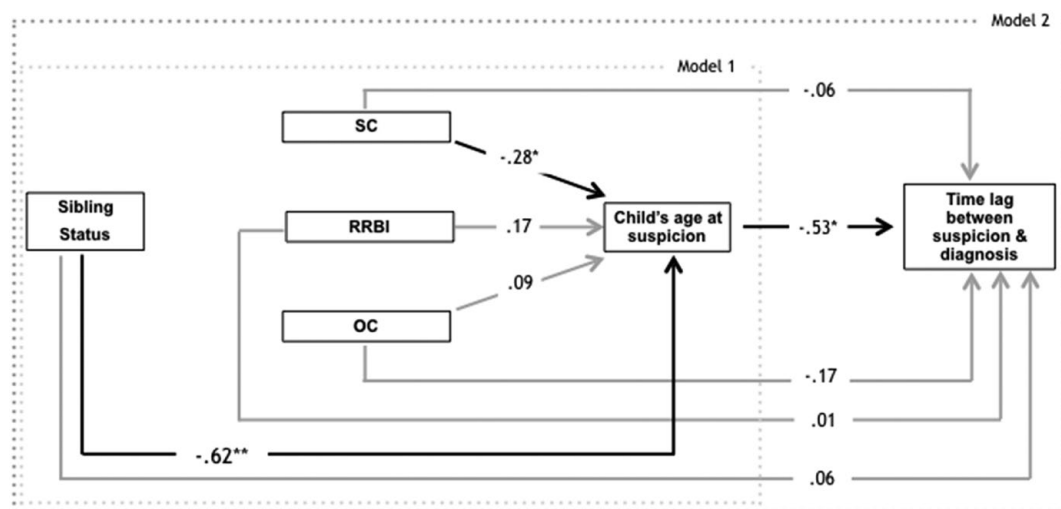 Model 2
Model 1
-.06
SC
-.28*
Sibling
Status
RRBI
.17
Child's age at
suspicion
-.53*
Time lag
between
suspicion &
diagnosis
.09
OC
-.17
.01
-.62**
.06